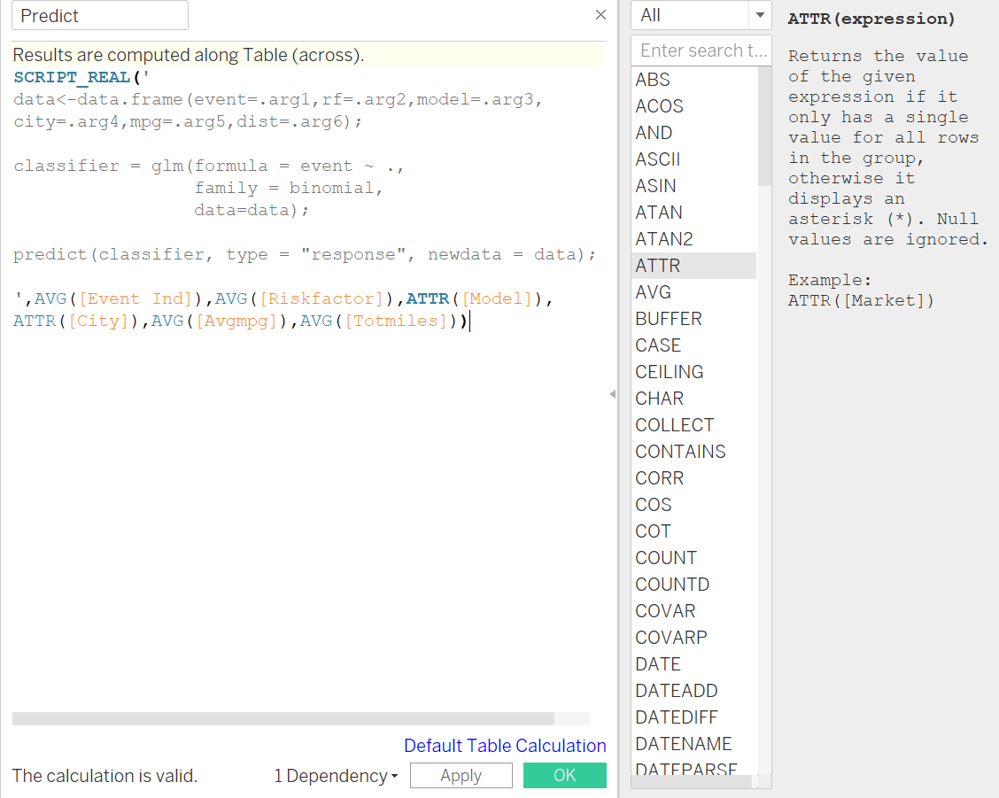 Predict
Results are computed along Table (across).
SCRIPT_REAL('
data<-data.frame(event=.arg1,rf=.arg2,model=.arg3,
city=.arg4,mpg=.arg5,dist=.arg6);
classifier = glm(formula = event ~ .,
family = binomial,
data=data);
predict(classifier, type = "response", newdata = data);
',AVG([Event Ind]),AVG([Riskfactor]),ATTR([Model]),
ATTR([City]),AVG([Avgmpg]),AVG([Totmiles]))
Default Table Calculation
The calculation is valid.
1 Dependency
Apply
OK
All
Enter search t...
ABS
ACOS
AND
ASCII
ASIN
ATAN
ATAN2
ATTR
AVG
BUFFER
CASE
CEILING
CHAR
COLLECT
CONTAINS
CORR
COS
COT
COUNT
COUNTD
COVAR
COVARP
DATE
DATEADD
DATEDIFF
DATENAME
DATEPARSE
ATTR(expression)
Returns the value
of the given
expression if it
only has a single
value for all rows
in the group,
otherwise it
displays an
asterisk (*). Null
values are ignored.
Example:
ATTR([Market])